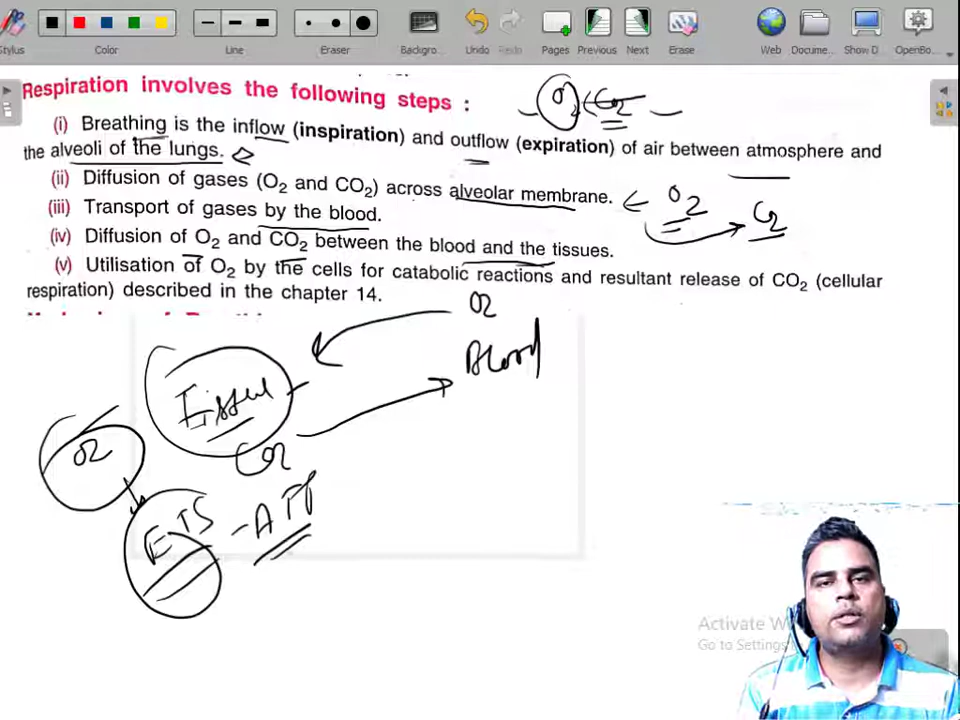 Stylus Color Line Eraser Backgro... Undo Redo Pages Previous Next Erase Web Docume... Show D... OpenBo...
Respiration involves the following steps :
O2 CO2
(i) Breathing is the inflow (inspiration) and outflow (expiration) of air between atmosphere and
the alveoli of the lungs.
(ii) Diffusion of gases (O2 and CO2) across alveolar membrane.
O2
CO2
(iii) Transport of gases by the blood.
(iv) Diffusion of O2 and CO2 between the blood and the tissues.
(v) Utilisation of O2 by the cells for catabolic reactions and resultant release of CO2 (cellular
respiration) described in the chapter 14.
O2
Blood
Tissue
CO2
O2
ETS - ATP
Activate W
Go to Settings